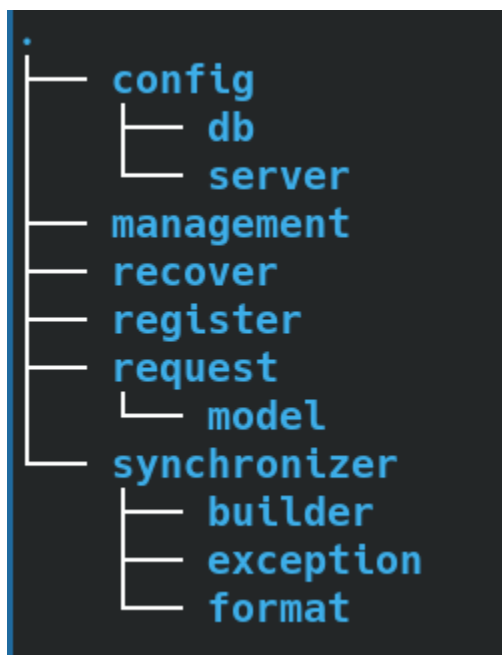 .
config
db
server
management
recover
register
request
model
synchronizer
builder
exception
format